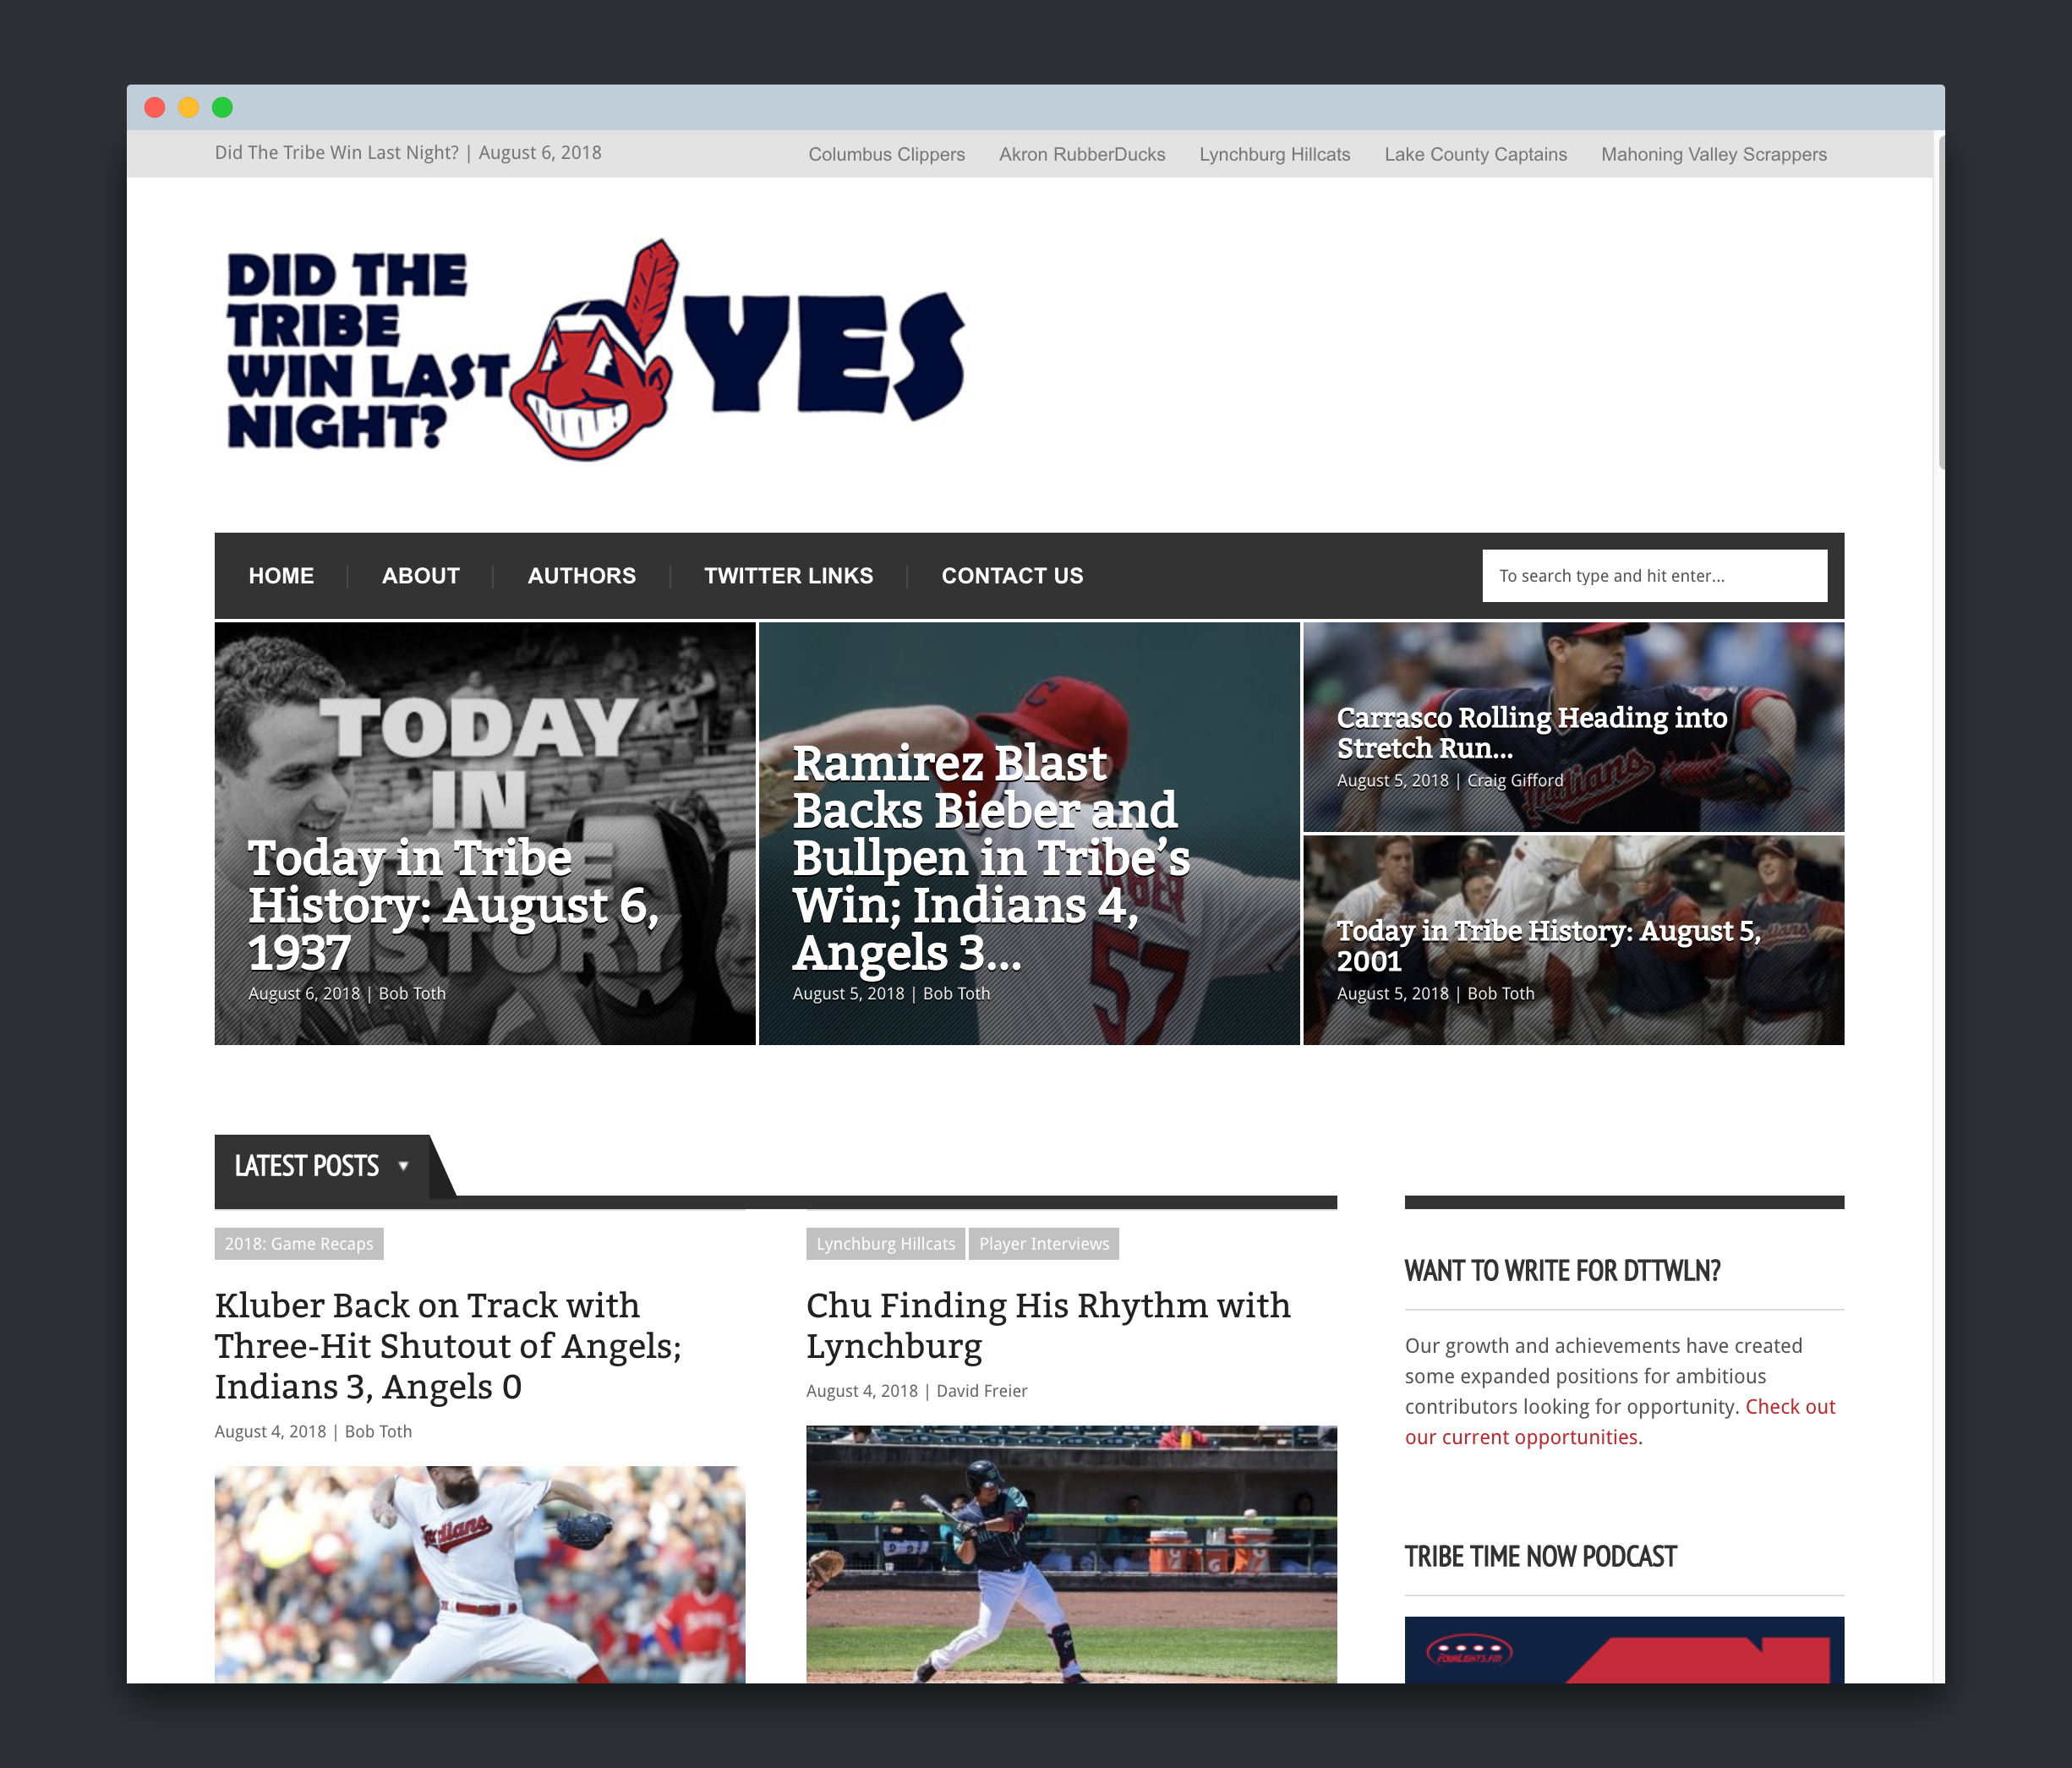 Did The Tribe Win Last Night? | August 6, 2018
Columbus Clippers
Akron RubberDucks
Lynchburg Hillcats
Lake County Captains
Mahoning Valley Scrappers
DID THE
TRIBE
WIN LAST
NIGHT?
YES
HOME
ABOUT
AUTHORS
TWITTER LINKS
CONTACT US
To search type and hit enter...
TODAY
IN
TRIBE
HISTORY
Today in Tribe
History: August 6,
1937
August 6, 2018 | Bob Toth
C
57
Ramirez Blast
Backs Bieber and
Bullpen in Tribe’s
Win; Indians 4,
Angels 3...
August 5, 2018 | Bob Toth
Carrasco Rolling Heading into
Stretch Run...
August 5, 2018 | Craig Gifford
Indians
Today in Tribe History: August 5,
2001
August 5, 2018 | Bob Toth
Indians
LATEST POSTS
2018: Game Recaps
Kluber Back on Track with
Three-Hit Shutout of Angels;
Indians 3, Angels 0
August 4, 2018 | Bob Toth
Indians
Lynchburg Hillcats
Player Interviews
Chu Finding His Rhythm with
Lynchburg
August 4, 2018 | David Freier
WANT TO WRITE FOR DTTWLN?
Our growth and achievements have created
some expanded positions for ambitious
contributors looking for opportunity. Check out
our current opportunities.
TRIBE TIME NOW PODCAST
FOURLIGHTS.FM